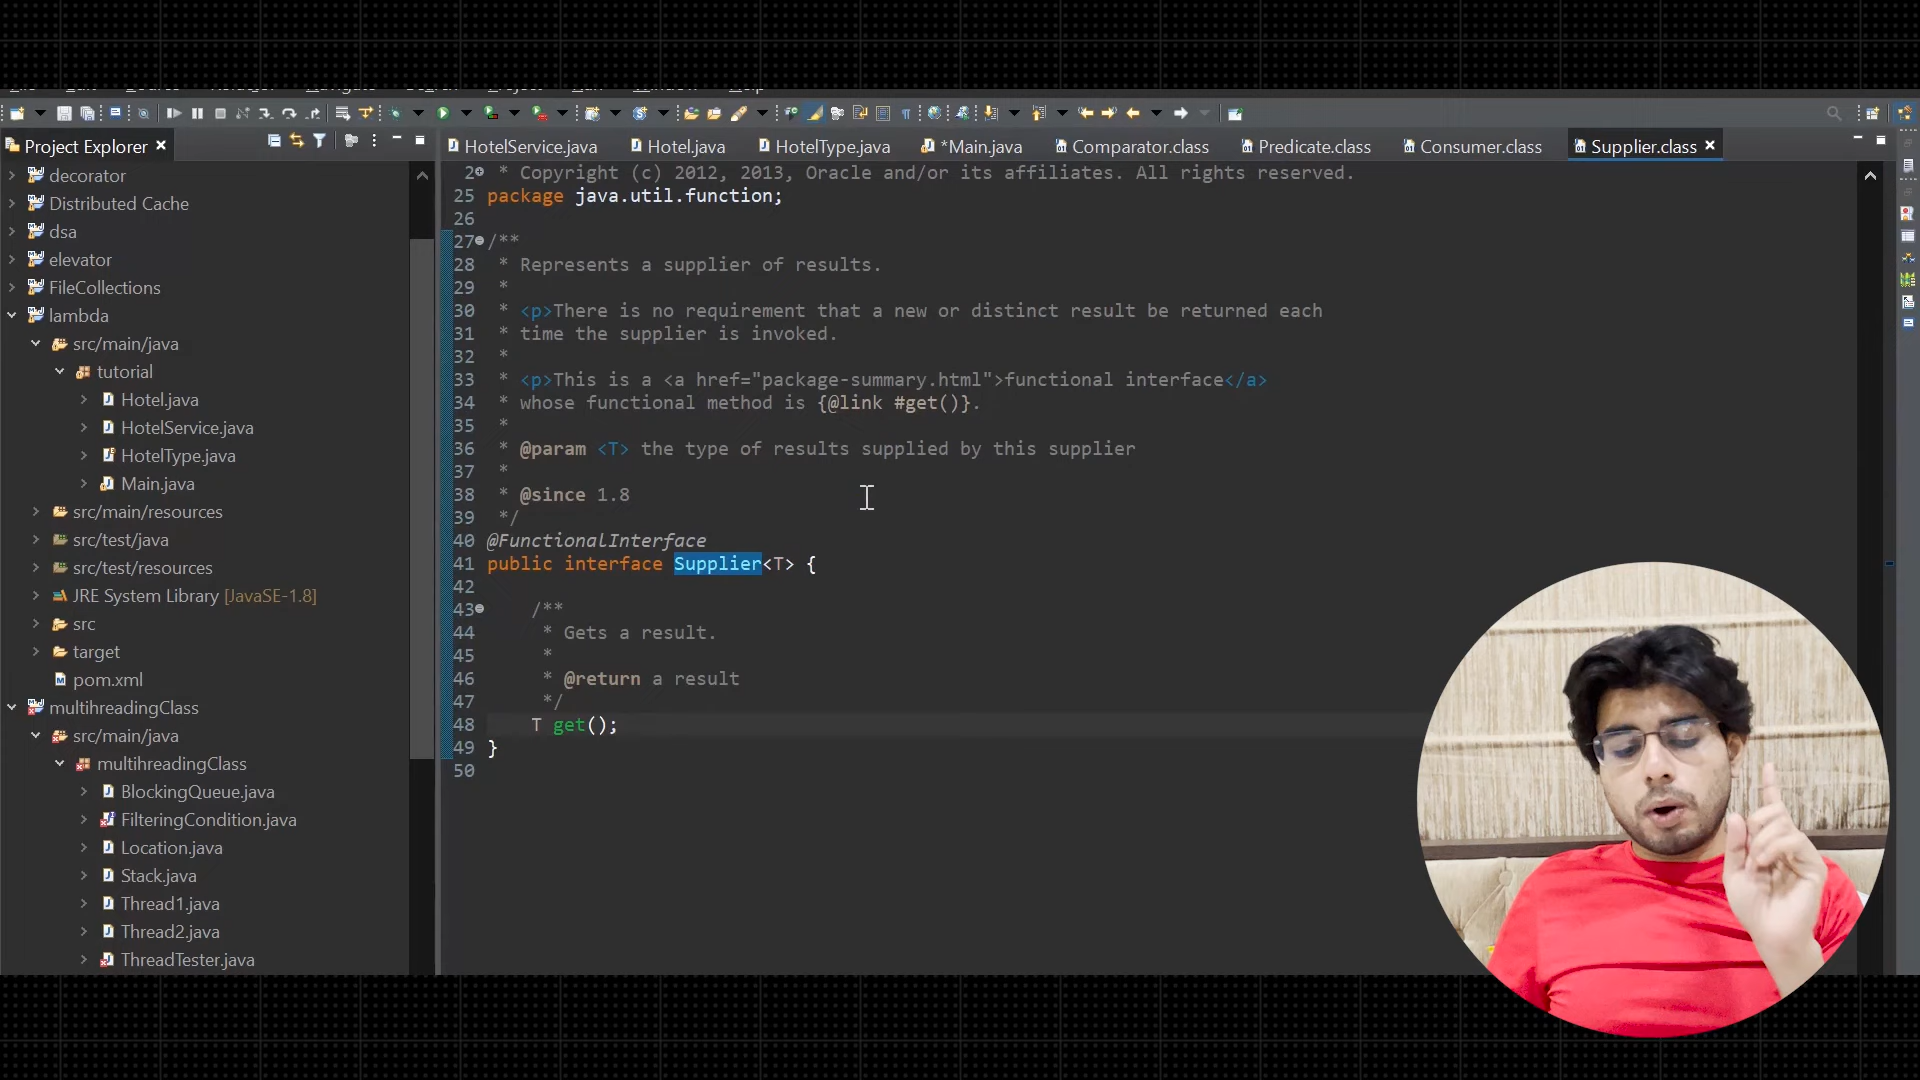 Project Explorer
HotelService.java
Hotel.java
HotelType.java
*Main.java
Comparator.class
Predicate.class
Consumer.class
Supplier.class
decorator
Distributed Cache
dsa
elevator
FileCollections
lambda
src/main/java
tutorial
Hotel.java
HotelService.java
HotelType.java
Main.java
src/main/resources
src/test/java
src/test/resources
JRE System Library [JavaSE-1.8]
src
target
pom.xml
multihreadingClass
src/main/java
multihreadingClass
BlockingQueue.java
FilteringCondition.java
Location.java
Stack.java
Thread1.java
Thread2.java
ThreadTester.java
2 * Copyright (c) 2012, 2013, Oracle and/or its affiliates. All rights reserved.
25 package java.util.function;
26
27 /**
28 * Represents a supplier of results.
29 *
30 * <p>There is no requirement that a new or distinct result be returned each
31 * time the supplier is invoked.
32 *
33 * <p>This is a <a href="package-summary.html">functional interface</a>
34 * whose functional method is {@link #get()}.
35 *
36 * @param <T> the type of results supplied by this supplier
37 *
38 * @since 1.8
39 */
40 @FunctionalInterface
41 public interface Supplier<T> {
42
43 /**
44 * Gets a result.
45 *
46 * @return a result
47 */
48 T get();
49 }
50